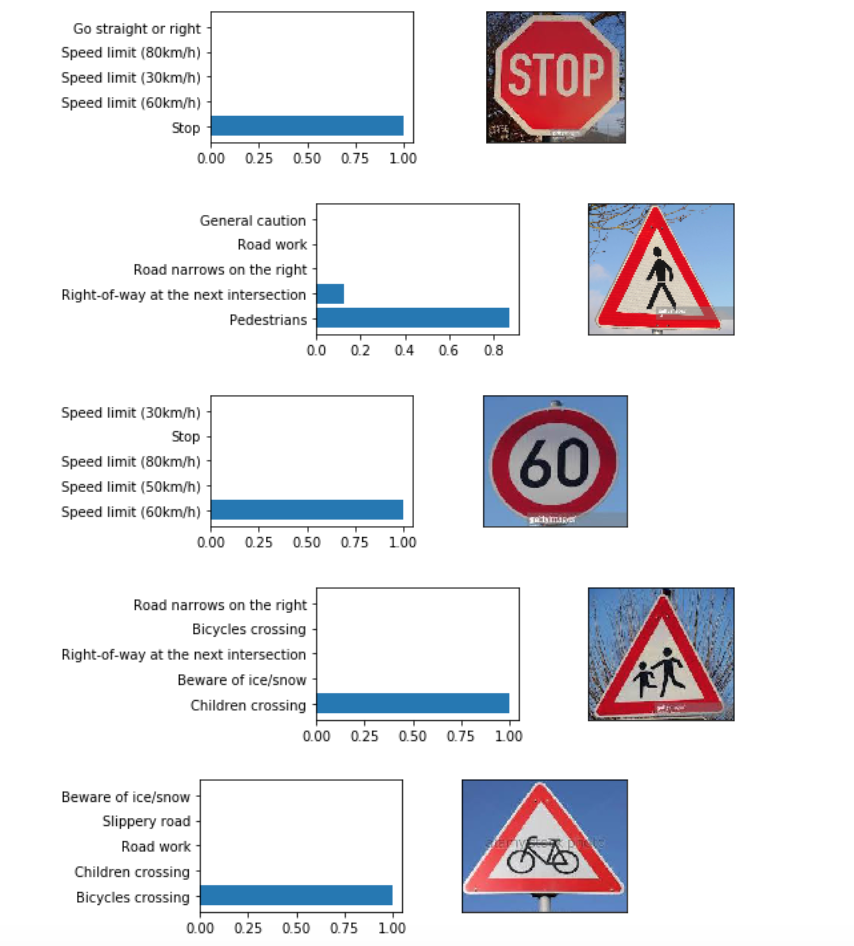 Go straight or right
Speed limit (80km/h)
Speed limit (30km/h)
Speed limit (60km/h)
Stop
0.00 0.25 0.50 0.75 1.00
STOP
General caution
Road work
Road narrows on the right
Right-of-way at the next intersection
Pedestrians
0.0 0.2 0.4 0.6 0.8
Speed limit (30km/h)
Stop
Speed limit (80km/h)
Speed limit (50km/h)
Speed limit (60km/h)
0.00 0.25 0.50 0.75 1.00
60
Road narrows on the right
Bicycles crossing
Right-of-way at the next intersection
Beware of ice/snow
Children crossing
0.00 0.25 0.50 0.75 1.00
Beware of ice/snow
Slippery road
Road work
Children crossing
Bicycles crossing
0.00 0.25 0.50 0.75 1.00